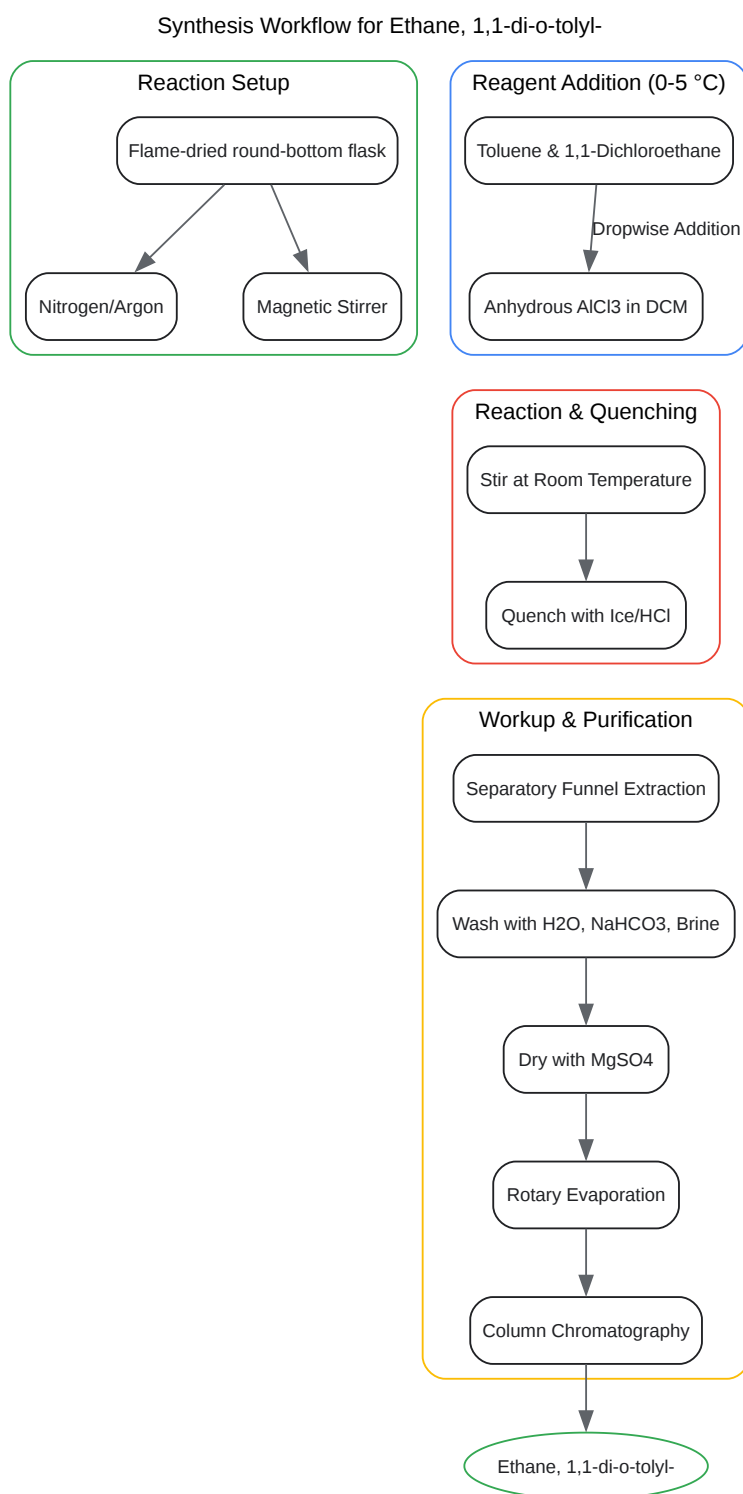 Synthesis Workflow for Ethane, 1,1-di-o-tolyl-
Reaction Setup
Flame-dried round-bottom flask
Nitrogen/Argon
Magnetic Stirrer
Reagent Addition (0-5 °C)
Toluene & 1,1-Dichloroethane
Dropwise Addition
Anhydrous AlCl3 in DCM
Reaction & Quenching
Stir at Room Temperature
Quench with Ice/HCl
Workup & Purification
Separatory Funnel Extraction
Wash with H2O, NaHCO3, Brine
Dry with MgSO4
Rotary Evaporation
Column Chromatography
Ethane, 1,1-di-o-tolyl-